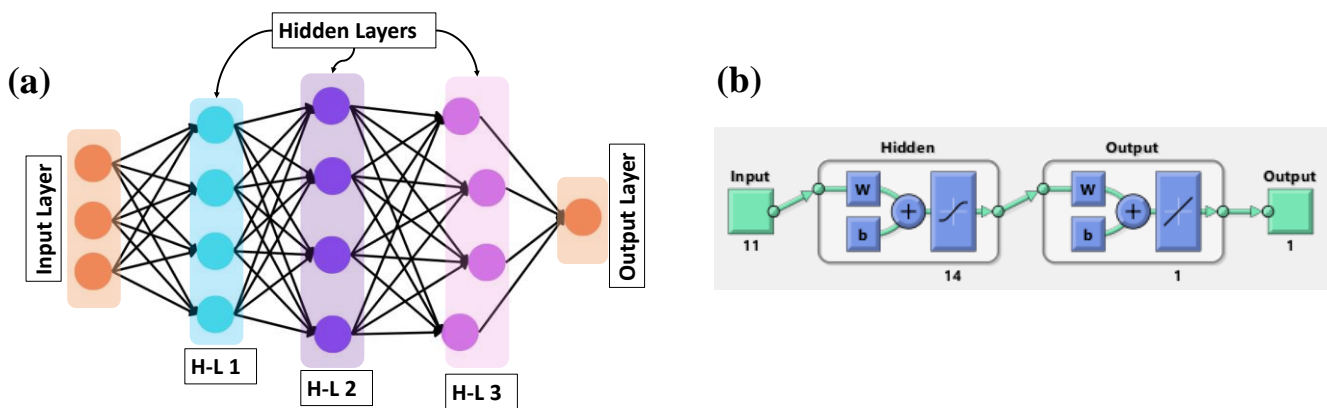 (a)
Hidden Layers
Input Layer
Output Layer
H-L 1
H-L 2
H-L 3
(b)
Hidden
Output
Input
W
b
+
W
b
+
Output
11
14
1
1